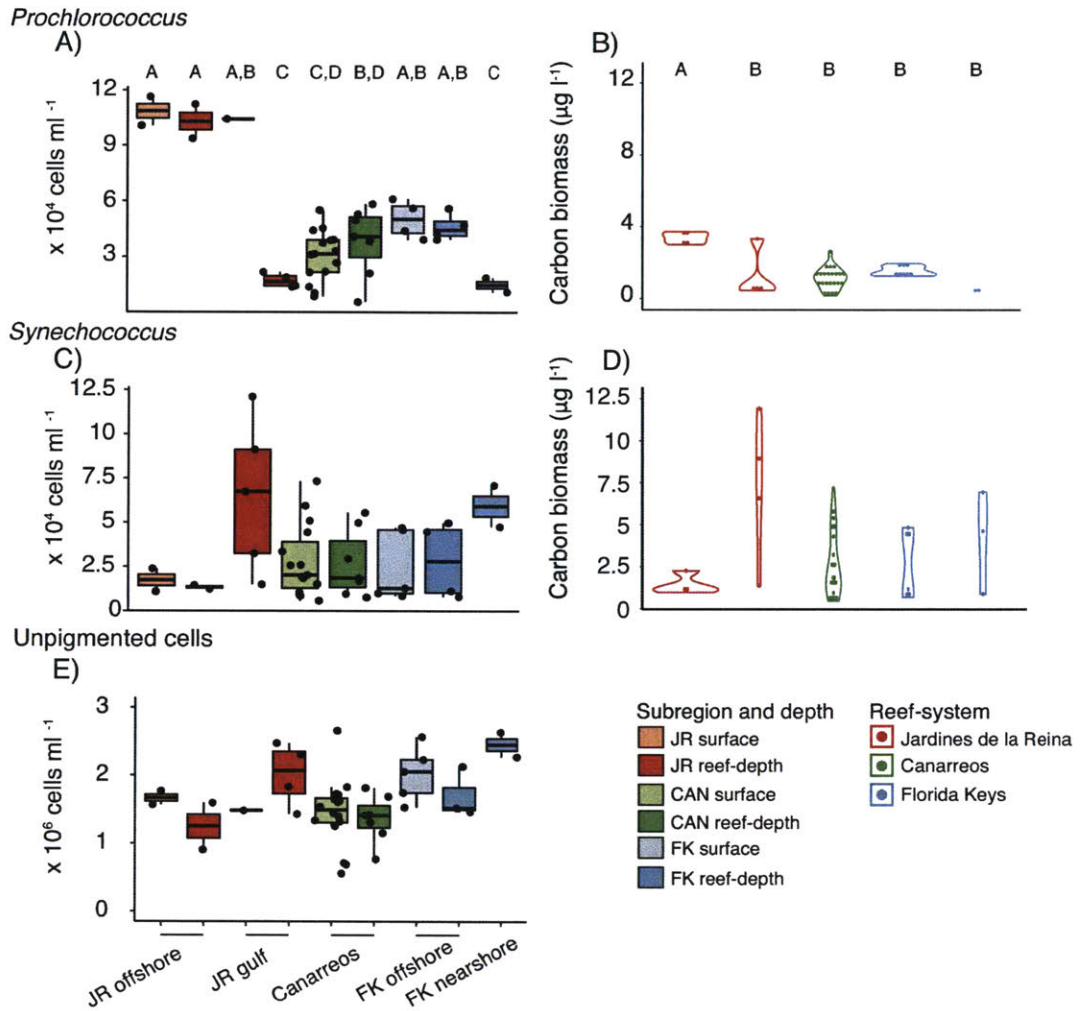 Prochlorococcus
A)
A A A,B C C,D B,D A,B A,B C
12
9
6
3
x 10⁴ cells ml ⁻¹
B)
A B B B B
12
8
4
0
Carbon biomass (µg l⁻¹)
Synechococcus
C)
12.5
10
7.5
5
2.5
0
x 10⁴ cells ml ⁻¹
D)
12.5
10
7.5
5
2.5
0
Carbon biomass (µg l⁻¹)
Unpigmented cells
E)
3
2
1
0
x 10⁶ cells ml ⁻¹
JR offshore
JR gulf
Canarreos
FK offshore
FK nearshore
Subregion and depth
JR surface
JR reef-depth
CAN surface
CAN reef-depth
FK surface
FK reef-depth
Reef-system
Jardines de la Reina
Canarreos
Florida Keys